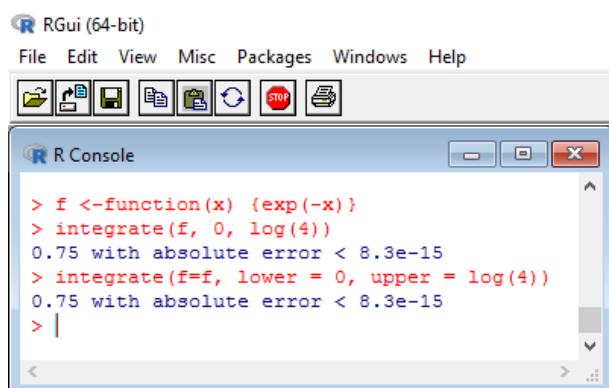 RGui (64-bit)
File Edit View Misc Packages Windows Help
STOP
R Console
> f <-function(x) {exp(-x)}
> integrate(f, 0, log(4))
0.75 with absolute error < 8.3e-15
> integrate(f=f, lower = 0, upper = log(4))
0.75 with absolute error < 8.3e-15
>